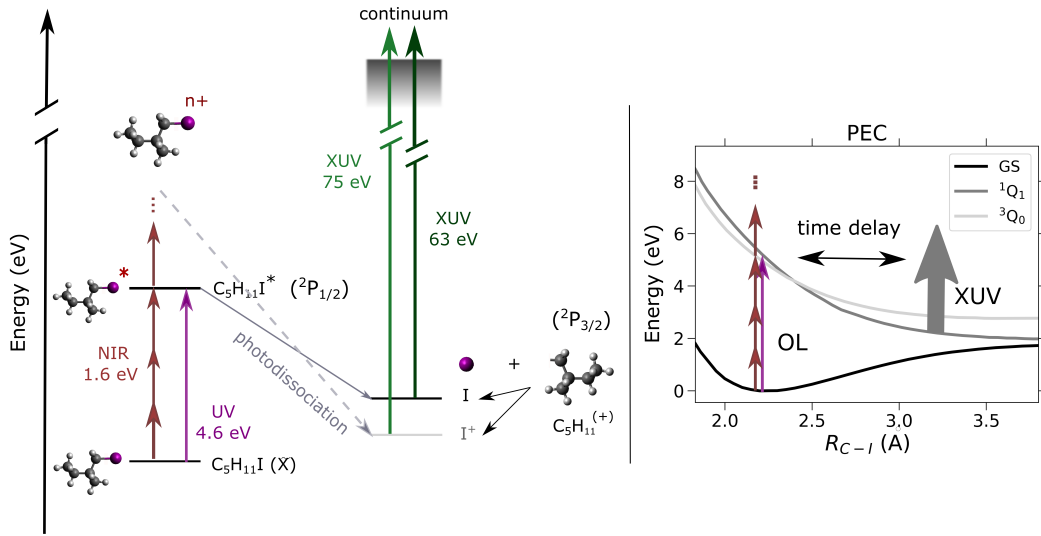 continuum
n+
XUV
75 eV
XUV
63 eV
Energy (eV)
*
C₅H₁₁I* (²P₁/₂)
NIR
1.6 eV
UV
4.6 eV
photodissociation
(²P₃/₂)
+
I
I⁺
C₅H₁₁⁽⁺⁾
C₅H₁₁I (X̃)
PEC
GS
¹Q₁
³Q₀
time delay
XUV
OL
Energy (eV)
8
6
4
2
0
2.0 2.5 3.0 3.5
R_C−I (A)